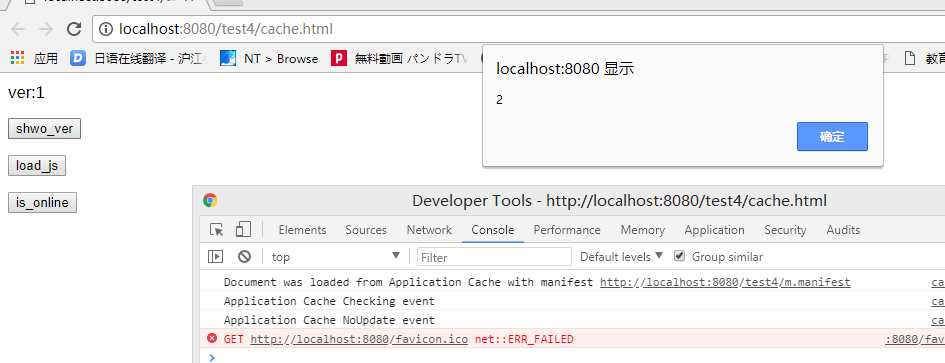 localhost:8080/test4/cache.html
应用 日语在线翻译 - 沪江 NT > Browse 無料動画 パンドラTV 教育
localhost:8080 显示
2
确定
ver:1
shwo_ver
load_js
is_online
Developer Tools - http://localhost:8080/test4/cache.html
Elements Sources Network Console Performance Memory Application Security Audits
top Filter Default levels Group similar
Document was loaded from Application Cache with manifest http://localhost:8080/test4/m.manifest ca
Application Cache Checking event ca
Application Cache NoUpdate event ca
GET http://localhost:8080/favicon.ico net::ERR_FAILED :8080/fav